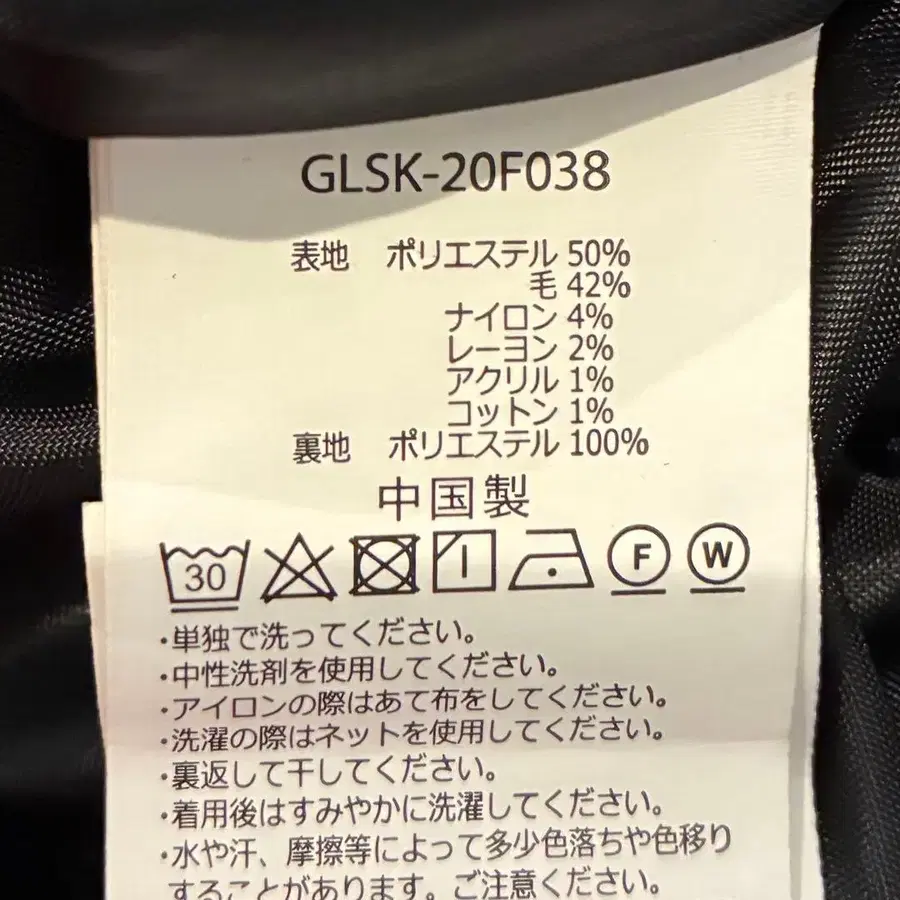 GLSK-20F038
表地 ポリエステル 50%
毛 42%
ナイロン 4%
レーヨン 2%
アクリル 1%
コットン 1%
裏地 ポリエステル 100%
中国製
30 F W
・単独で洗ってください。
・中性洗剤を使用してください。
・アイロンの際はあて布をしてください。
・洗濯の際はネットを使用してください。
・裏返して干してください。
・着用後はすみやかに洗濯してください。
・水や汗、摩擦等によって多少色落ちや色移り
することがあります。ご注意ください。